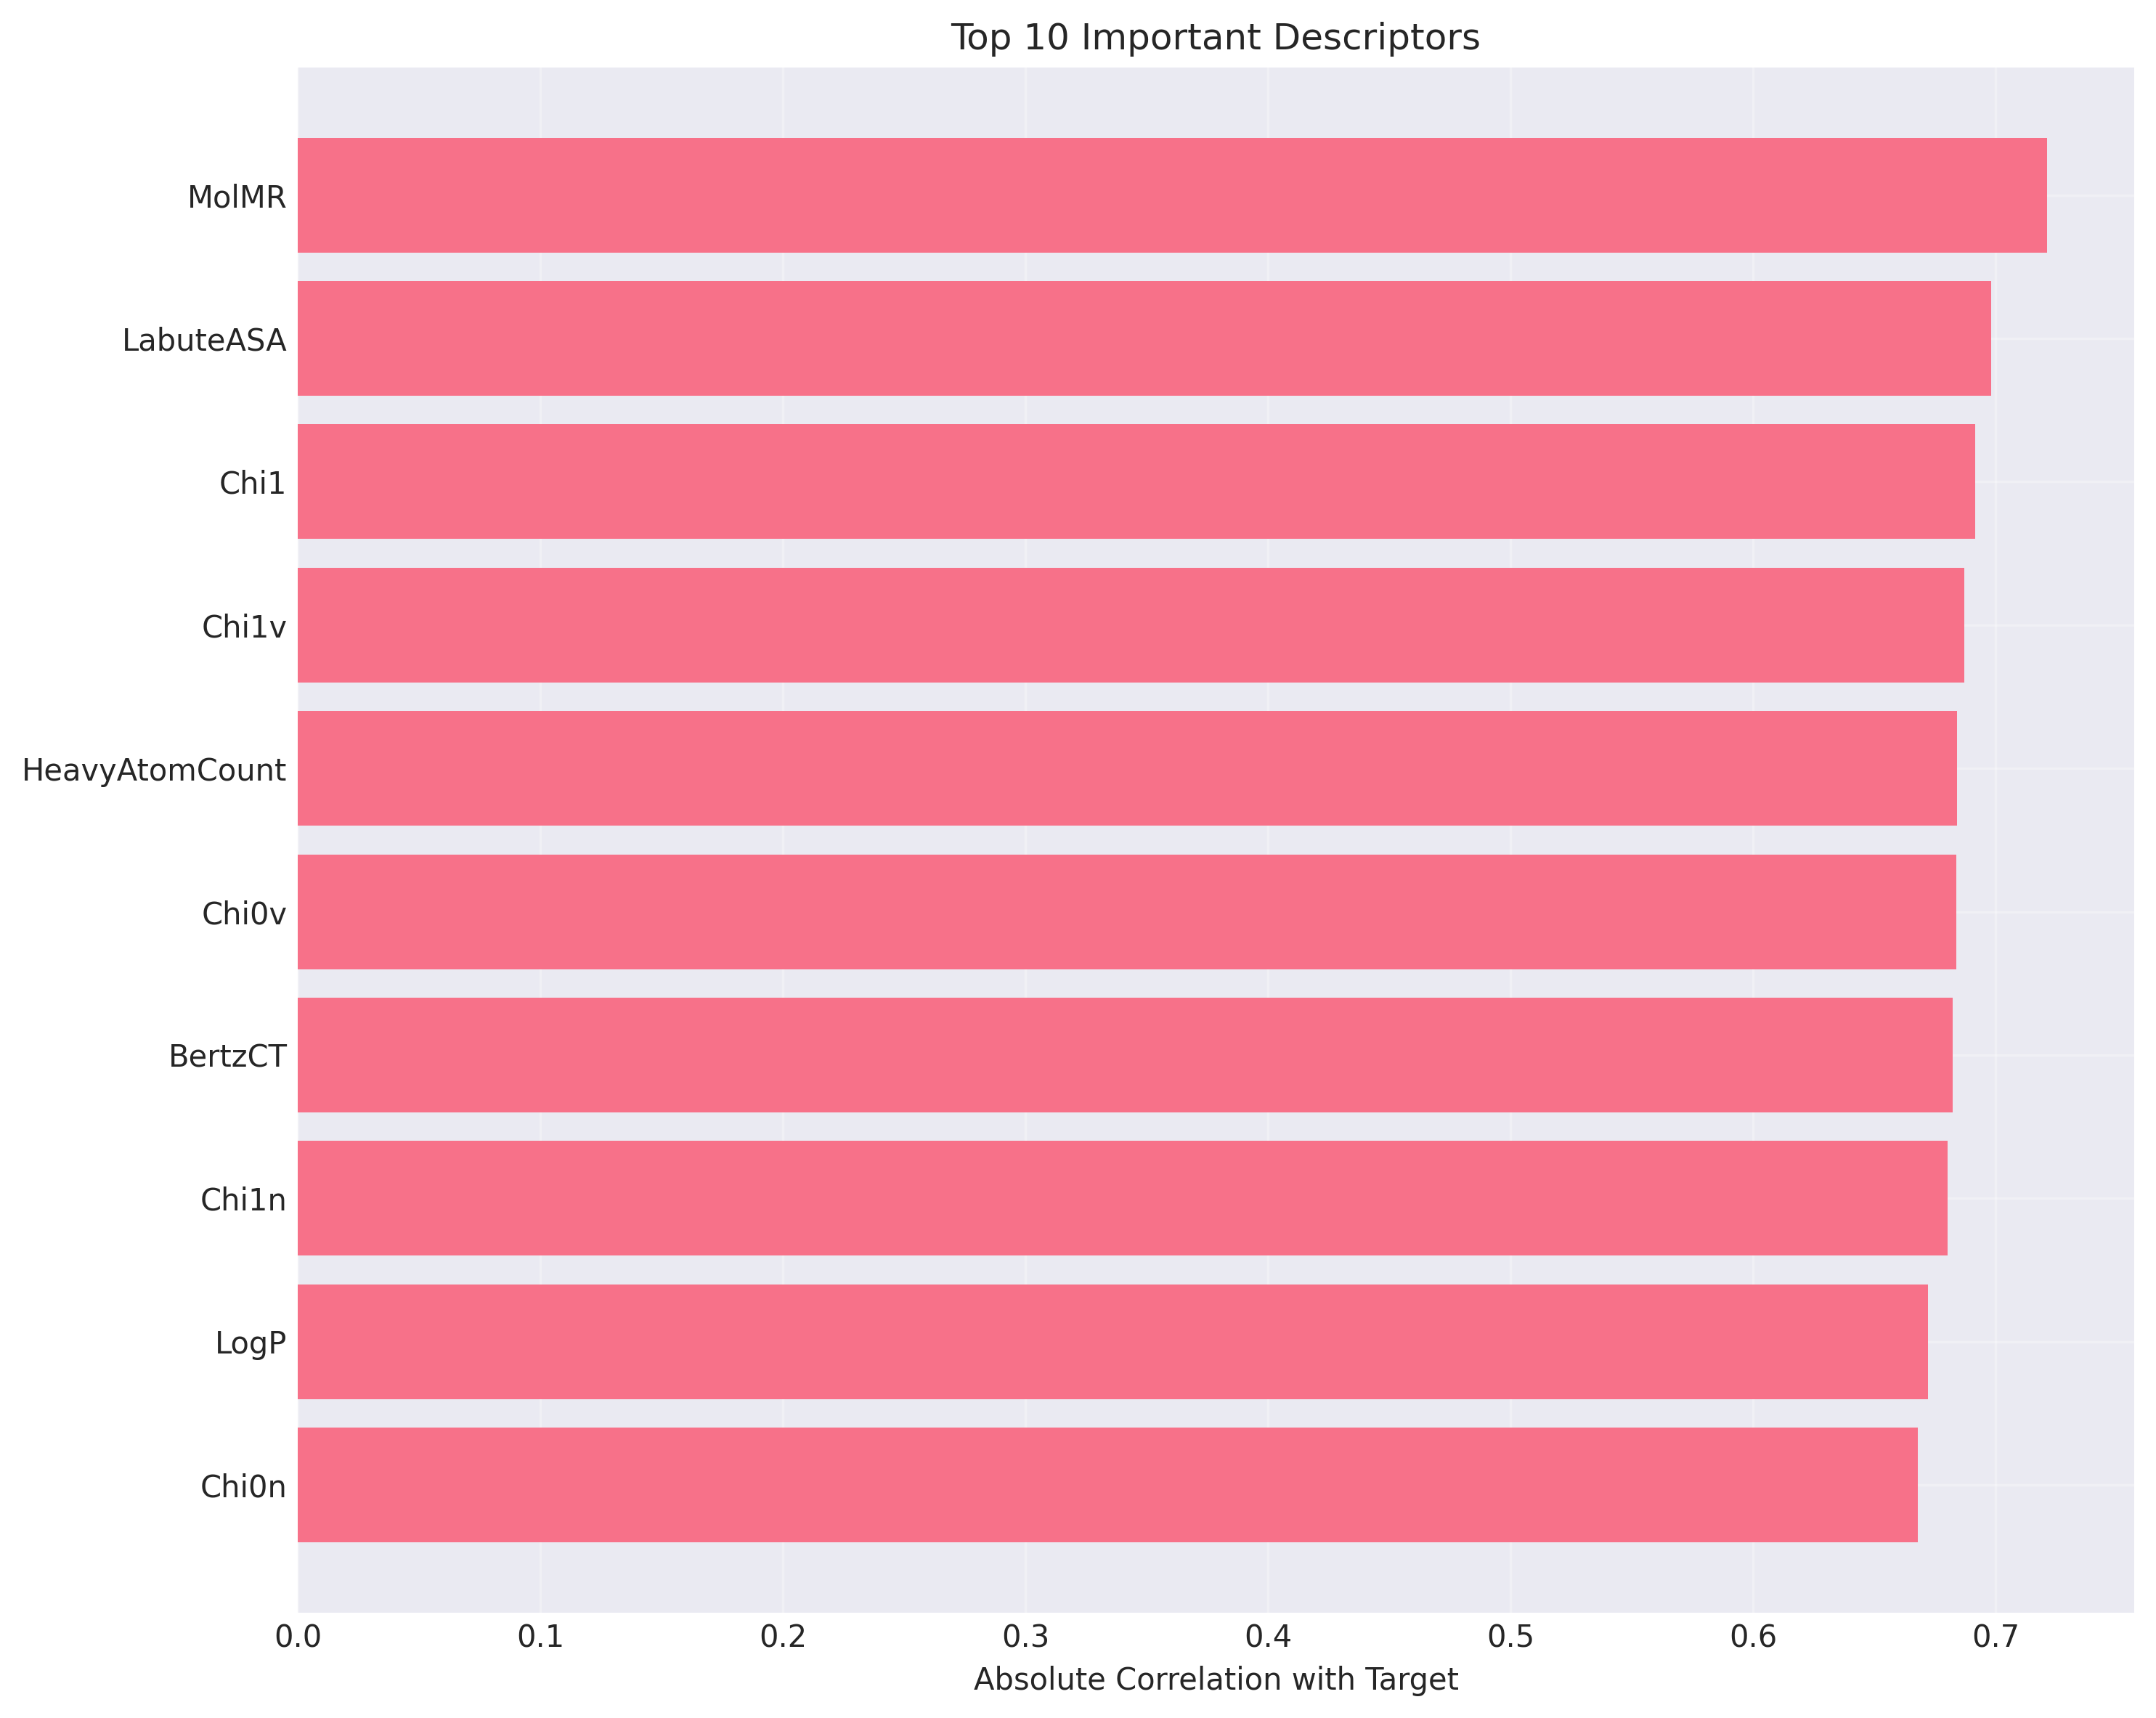 Top 10 Important Descriptors
MolMR
LabuteASA
Chi1
Chi1v
HeavyAtomCount
Chi0v
BertzCT
Chi1n
LogP
Chi0n
0.0 0.1 0.2 0.3 0.4 0.5 0.6 0.7
Absolute Correlation with Target